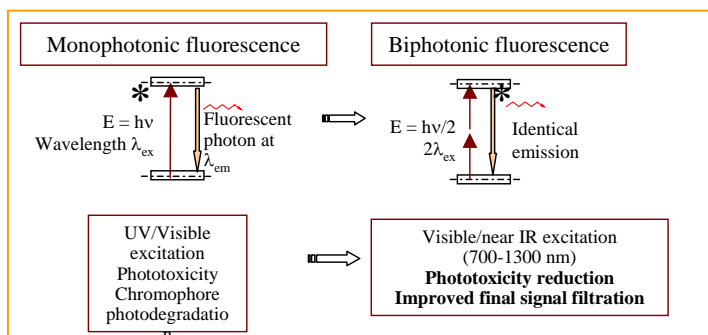 Monophotonic fluorescence
Biphotonic fluorescence
*
E = hν
Wavelength λex
Fluorescent
photon at
λem
*
E = hν/2
2λex
Identical
emission
UV/Visible
excitation
Phototoxicity
Chromophore
photodegradatio
n
Visible/near IR excitation
(700-1300 nm)
Phototoxicity reduction
Improved final signal filtration